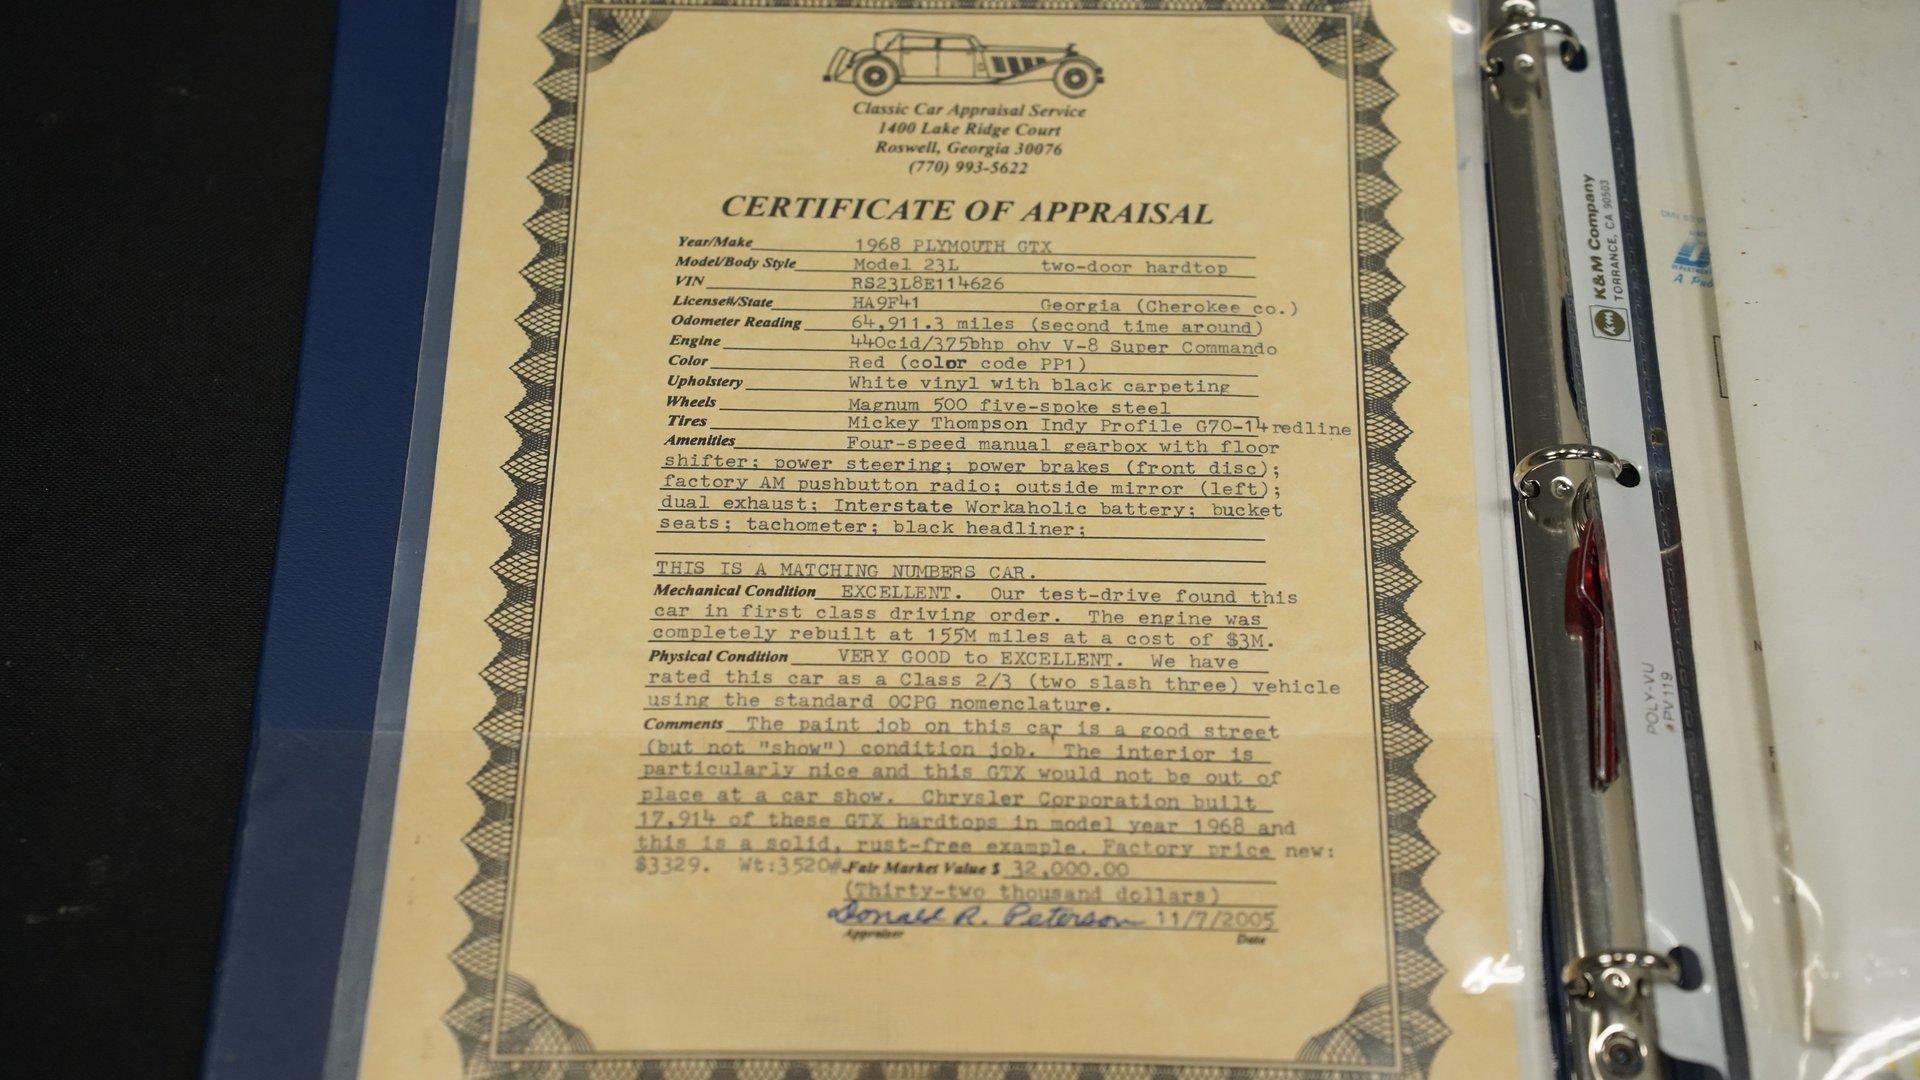 Classic Car Appraisal Service
1400 Lake Ridge Court
Roswell, Georgia 30076
(770) 993-5622
CERTIFICATE OF APPRAISAL
Year/Make 1968 PLYMOUTH GTX
Model/Body Style Model 23L two-door hardtop
VIN RS23L8E114626
License#/State HA9F41 Georgia (Cherokee co.)
Odometer Reading 64,911.3 miles (second time around)
Engine 440cid/375bhp ohv V-8 Super Commando
Color Red (color code PP1)
Upholstery White vinyl with black carpeting
Wheels Magnum 500 five-spoke steel
Tires Mickey Thompson Indy Profile G70-14 redline
Amenities Four-speed manual gearbox with floor
shifter; power steering; power brakes (front disc);
factory AM pushbutton radio; outside mirror (left);
dual exhaust; Interstate Workaholic battery; bucket
seats; tachometer; black headliner;
THIS IS A MATCHING NUMBERS CAR.
Mechanical Condition EXCELLENT. Our test-drive found this
car in first class driving order. The engine was
completely rebuilt at 155M miles at a cost of $3M.
Physical Condition VERY GOOD to EXCELLENT. We have
rated this car as a Class 2/3 (two slash three) vehicle
using the standard OCPG nomenclature.
Comments The paint job on this car is a good street
(but not "show") condition job. The interior is
particularly nice and this GTX would not be out of
place at a car show. Chrysler Corporation built
17,914 of these GTX hardtops in model year 1968 and
this is a solid, rust-free example. Factory price new:
$3329. Wt:3520#. Fair Market Value $ 32,000.00
(Thirty-two thousand dollars)
Donald R. Peterson 11/7/2005
Appraiser Date
K&M Company
TORRANCE, CA 90503
km
POLY-VU
#PV119